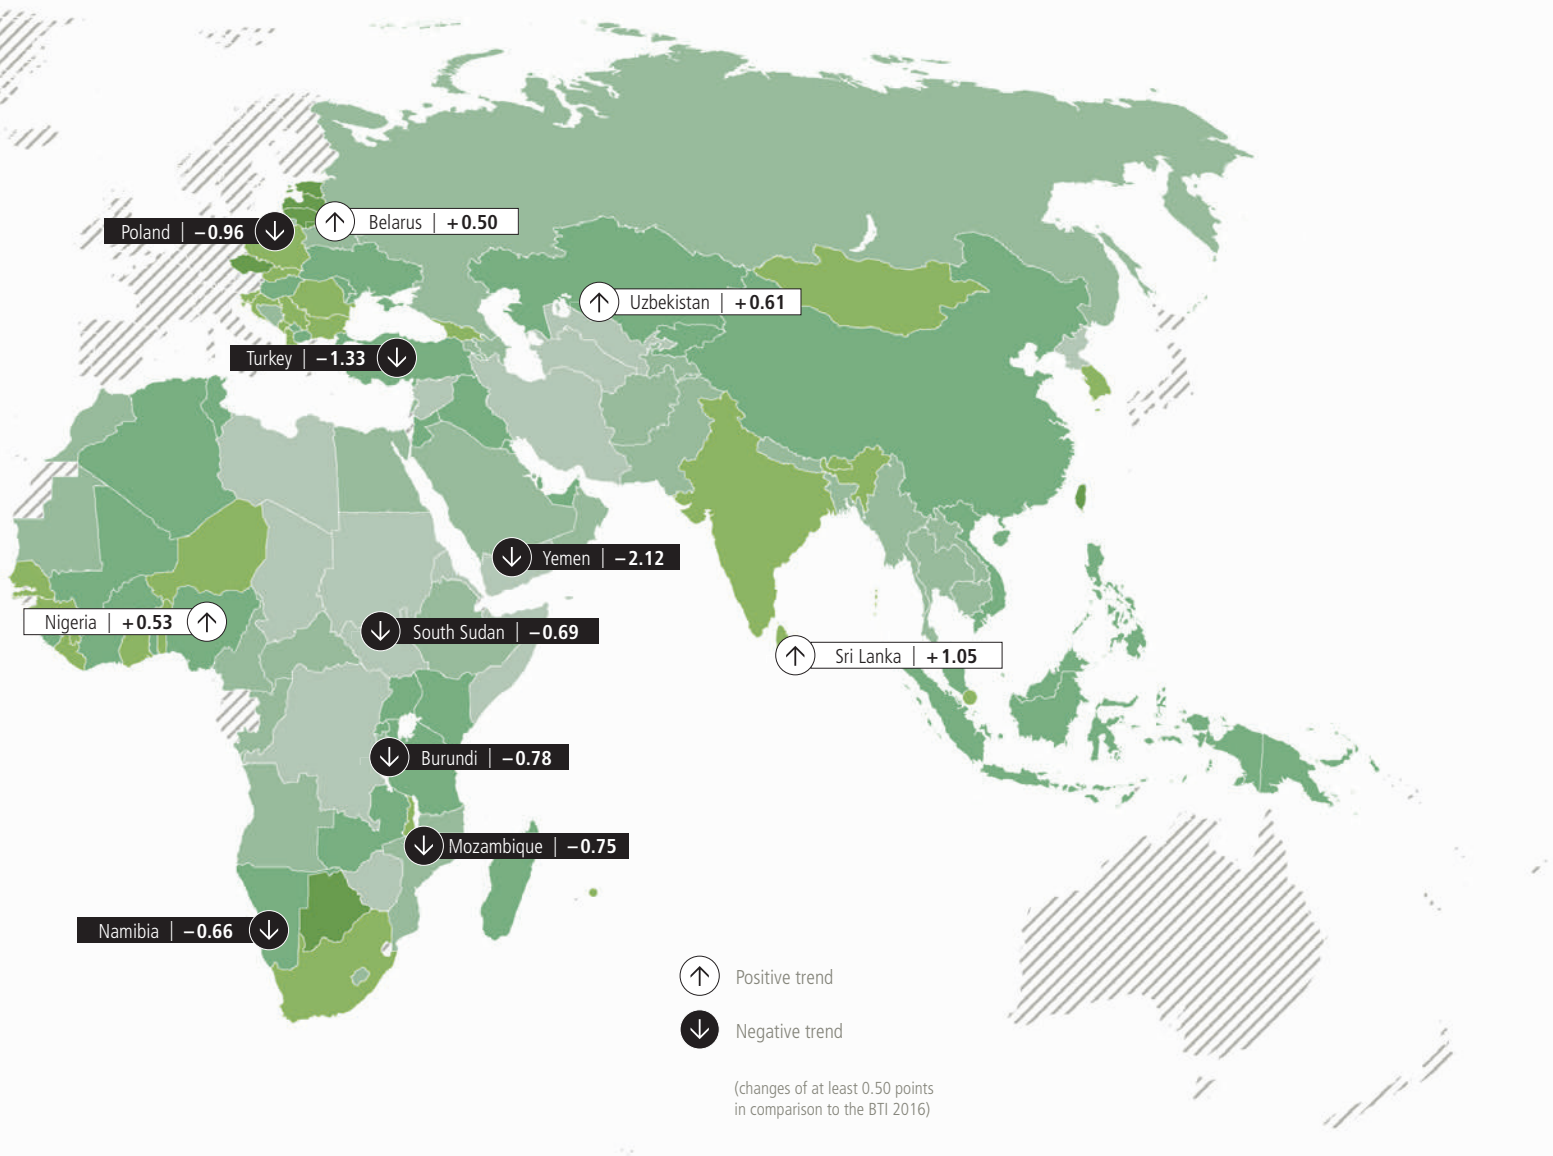 Poland | –0.96
Belarus | +0.50
Uzbekistan | +0.61
Turkey | –1.33
Yemen | –2.12
Nigeria | +0.53
South Sudan | –0.69
Sri Lanka | +1.05
Burundi | –0.78
Mozambique | –0.75
Namibia | –0.66
Positive trend
Negative trend
(changes of at least 0.50 points
in comparison to the BTI 2016)